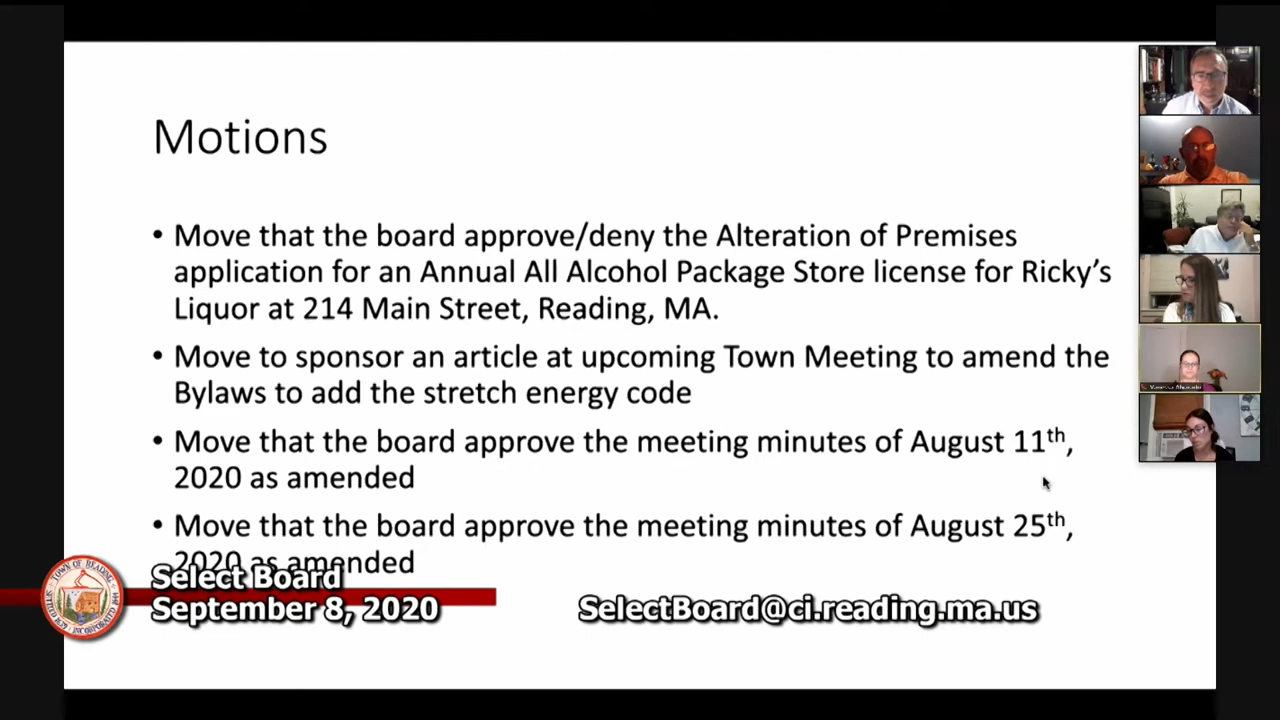 Motions
• Move that the board approve/deny the Alteration of Premises
application for an Annual All Alcohol Package Store license for Ricky's
Liquor at 214 Main Street, Reading, MA.
• Move to sponsor an article at upcoming Town Meeting to amend the
Bylaws to add the stretch energy code
• Move that the board approve the meeting minutes of August 11th,
2020 as amended
• Move that the board approve the meeting minutes of August 25th,
2020 as amended
Select Board
September 8, 2020
SelectBoard@ci.reading.ma.us
TOWN OF READING